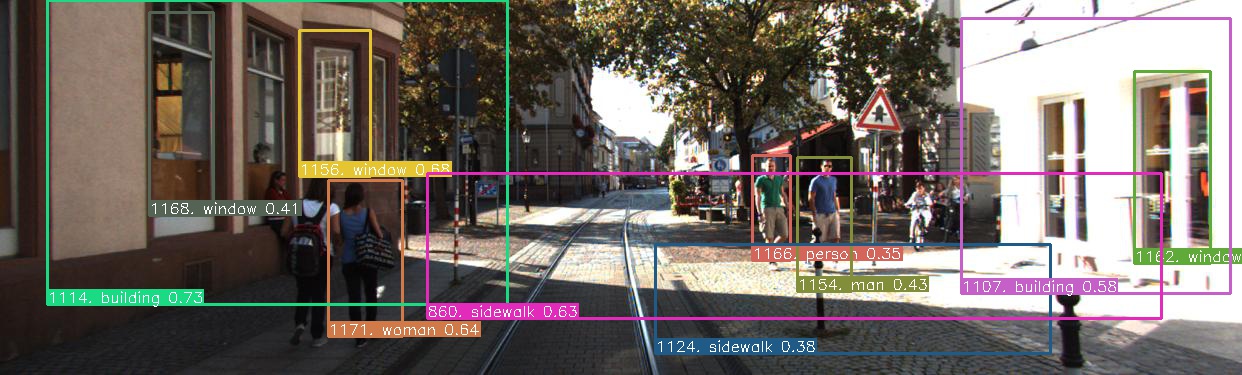 1156. window 0.68
1168. window 0.41
1166. person 0.35
1162. window
1154. man 0.43
1107. building 0.58
1114. building 0.73
860. sidewalk 0.63
1171. woman 0.64
1124. sidewalk 0.38